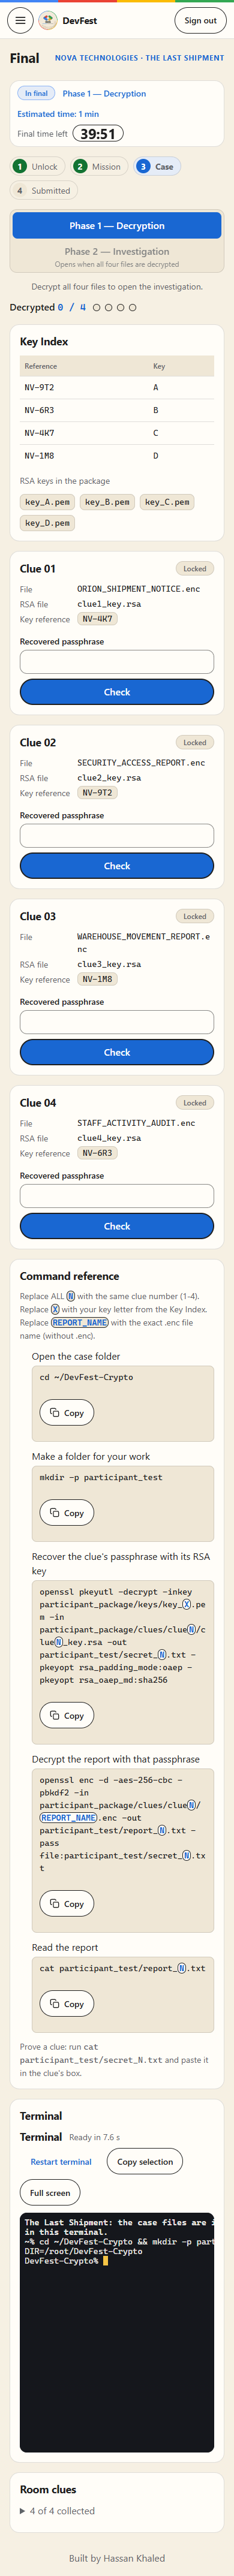 DevFest
Sign out
Final
NOVA TECHNOLOGIES · THE LAST SHIPMENT
In final
Phase 1 — Decryption
Estimated time: 1 min
Final time left
39:51
1 Unlock
2 Mission
3 Case
4 Submitted
Phase 1 — Decryption
Phase 2 — Investigation
Opens when all four files are decrypted
Decrypt all four files to open the investigation.
Decrypted 0 / 4
Key Index
Reference Key
NV-9T2 A
NV-6R3 B
NV-4K7 C
NV-1M8 D
RSA keys in the package
key_A.pem key_B.pem key_C.pem
key_D.pem
Clue 01 Locked
File ORION_SHIPMENT_NOTICE.enc
RSA file clue1_key.rsa
Key reference NV-4K7
Recovered passphrase
Check
Clue 02 Locked
File SECURITY_ACCESS_REPORT.enc
RSA file clue2_key.rsa
Key reference NV-9T2
Recovered passphrase
Check
Clue 03 Locked
File WAREHOUSE_MOVEMENT_REPORT.e
nc
RSA file clue3_key.rsa
Key reference NV-1M8
Recovered passphrase
Check
Clue 04 Locked
File STAFF_ACTIVITY_AUDIT.enc
RSA file clue4_key.rsa
Key reference NV-6R3
Recovered passphrase
Check
Command reference
Replace ALL N with the same clue number (1-4).
Replace X with your key letter from the Key Index.
Replace REPORT_NAME with the exact .enc file
name (without .enc).
Open the case folder
cd ~/DevFest-Crypto
Copy
Make a folder for your work
mkdir -p participant_test
Copy
Recover the clue's passphrase with its RSA
key
openssl pkeyutl -decrypt -inkey
participant_package/keys/key_X.pe
m -in
participant_package/clues/clueN/c
lueN_key.rsa -out
participant_test/secret_N.txt -
pkeyopt rsa_padding_mode:oaep -
pkeyopt rsa_oaep_md:sha256
Copy
Decrypt the report with that passphrase
openssl enc -d -aes-256-cbc -
pbkdf2 -in
participant_package/clues/clueN/
REPORT_NAME.enc -out
participant_test/report_N.txt -
pass
file:participant_test/secret_N.tx
t
Copy
Read the report
cat participant_test/report_N.txt
Copy
Prove a clue: run cat
participant_test/secret_N.txt and paste it
in the clue's box.
Terminal
Terminal Ready in 7.6 s
Restart terminal
Copy selection
Full screen
The Last Shipment: the case files are i
in this terminal.
~% cd ~/DevFest-Crypto && mkdir -p part
DIR=/root/DevFest-Crypto
DevFest-Crypto%
Room clues
4 of 4 collected
Built by Hassan Khaled